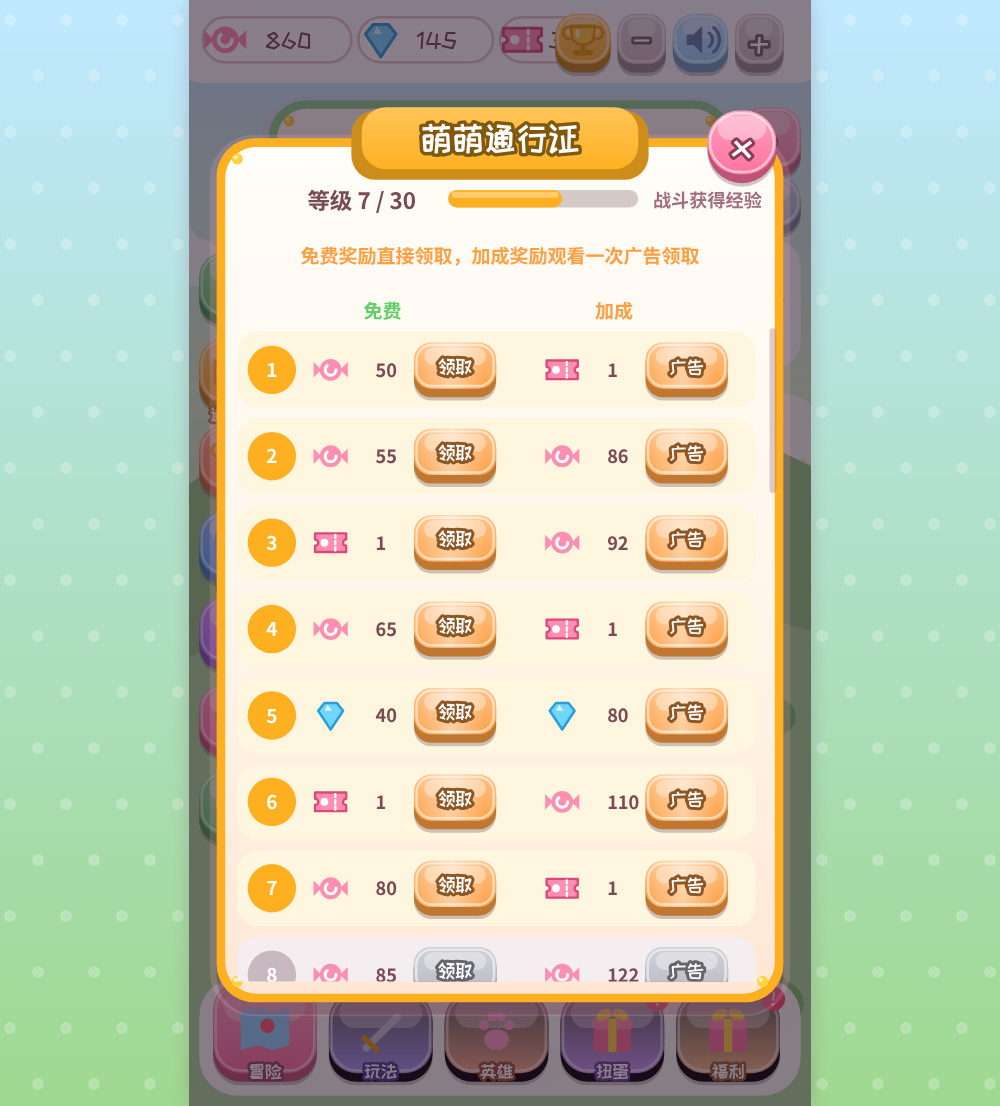 860 145
萌萌通行证
等级 7 / 30 战斗获得经验
免费奖励直接领取，加成奖励观看一次广告领取
免费 加成
1 50 领取 1 广告
2 55 领取 86 广告
3 1 领取 92 广告
4 65 领取 1 广告
5 40 领取 80 广告
6 1 领取 110 广告
7 80 领取 1 广告
8 85 领取 122 广告
冒险 玩法 英雄 扭蛋 福利